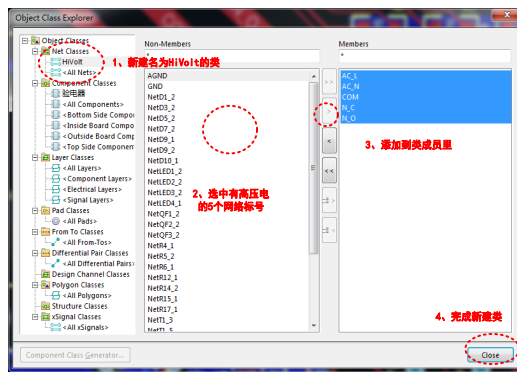 Object Class Explorer
Object Classes
Net Classes
HiVolt
<All Nets>
Component Classes
验电器
<All Components>
<Bottom Side Compor
<Inside Board Compo
<Outside Board Comp
<Top Side Componen
Layer Classes
<All Layers>
<Component Layers>
<Electrical Layers>
<Signal Layers>
Pad Classes
<All Pads>
From To Classes
<All From-Tos>
Differential Pair Classes
<All Differential Pairs>
Design Channel Classes
Polygon Classes
<All Polygons>
Structure Classes
xSignal Classes
<All xSignals>
1、新建名为HiVolt的类
Non-Members
*
AGND
GND
NetD1_2
NetD3_2
NetD5_2
NetD7_2
NetD9_1
NetD9_2
NetD10_1
NetLED1_2
NetLED2_2
NetLED3_2
NetLED4_1
NetQF1_2
NetQF2_2
NetQF3_2
NetR4_1
NetR5_2
NetR6_1
NetR12_1
NetR14_2
NetR15_1
NetR17_1
NetT1_3
NetT1_5
2、选中有高压电
的5个网络标号
>>
>
<
<<
Members
*
AC_L
AC_N
COM
N_C
N_O
3、添加到类成员里
4、完成新建类
Component Class Generator...
Close